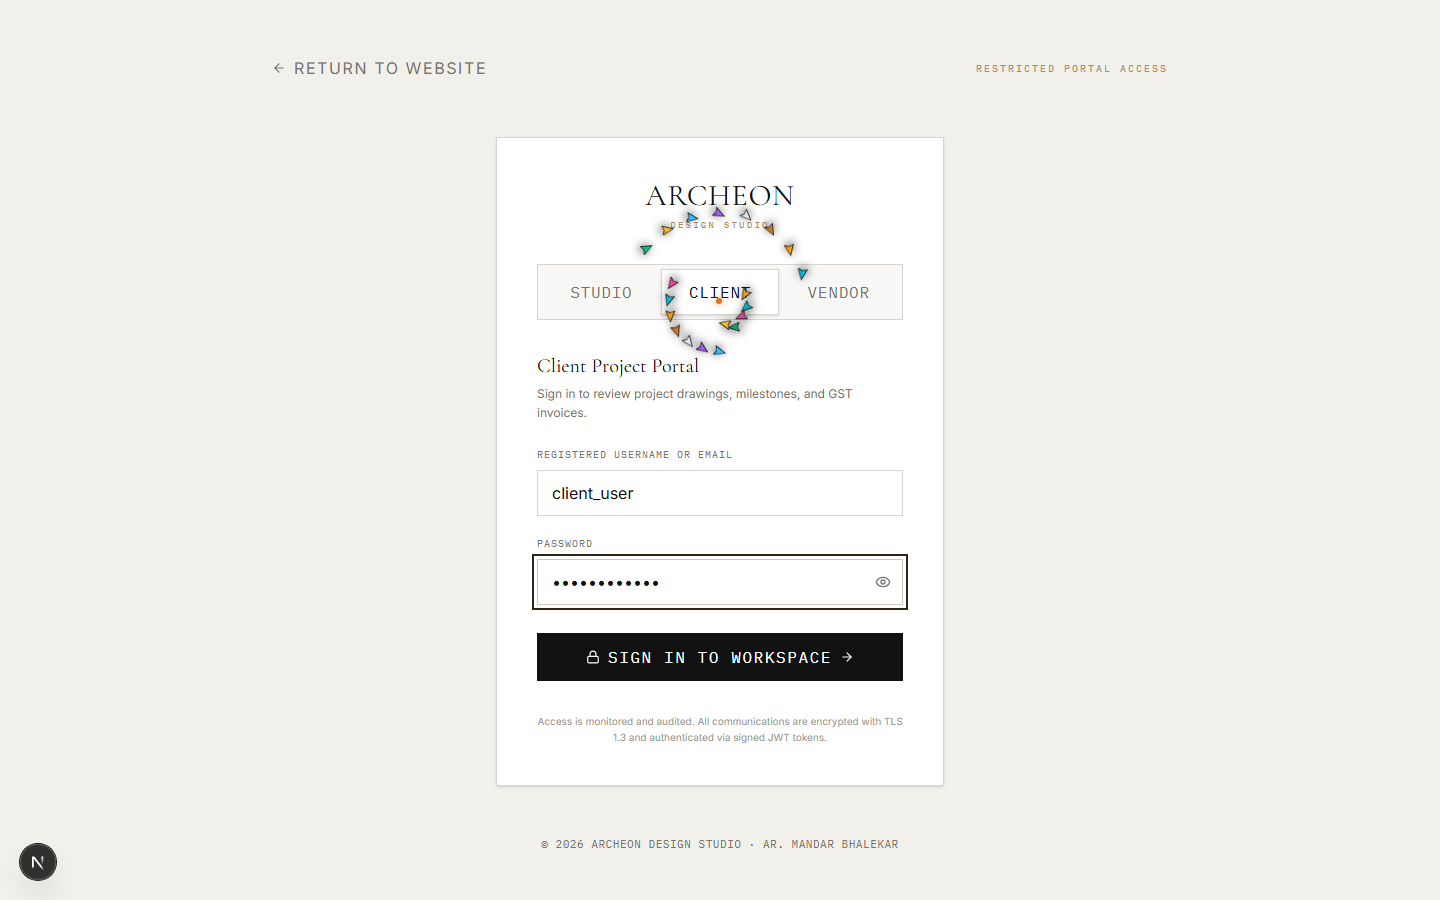 RETURN TO WEBSITE
RESTRICTED PORTAL ACCESS
ARCHEON
DESIGN STUDIO
STUDIO
CLIENT
VENDOR
Client Project Portal
Sign in to review project drawings, milestones, and GST
invoices.
REGISTERED USERNAME OR EMAIL
client_user
PASSWORD
••••••••••••
SIGN IN TO WORKSPACE
Access is monitored and audited. All communications are encrypted with TLS
1.3 and authenticated via signed JWT tokens.
© 2026 ARCHEON DESIGN STUDIO · AR. MANDAR BHALEKAR
N